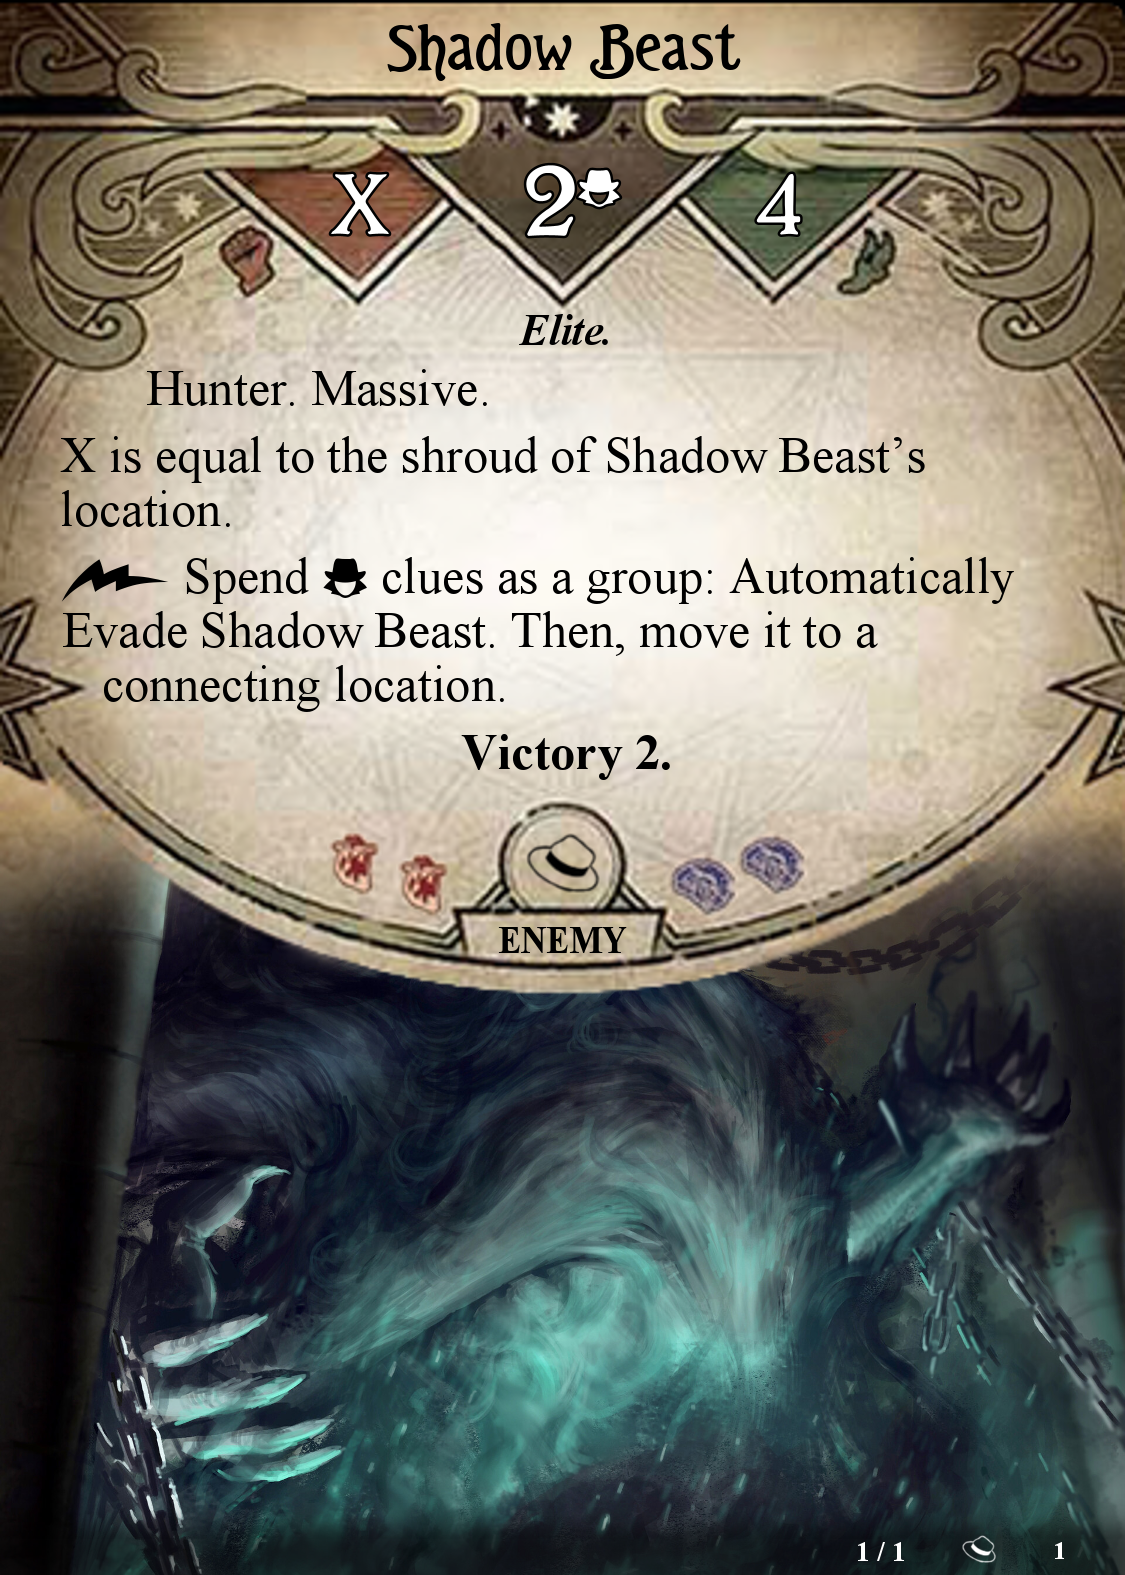 Shadow Beast
X 2 4
Elite.
Hunter. Massive.
X is equal to the shroud of Shadow Beast’s
location.
Spend clues as a group: Automatically
Evade Shadow Beast. Then, move it to a
connecting location.
Victory 2.
ENEMY
1 / 1 1